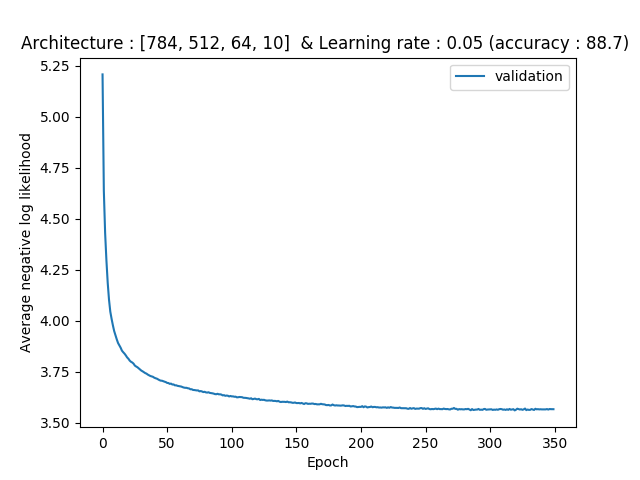 Architecture : [784, 512, 64, 10]  & Learning rate : 0.05 (accuracy : 88.7)
validation
Average negative log likelihood
5.25
5.00
4.75
4.50
4.25
4.00
3.75
3.50
0 50 100 150 200 250 300 350
Epoch